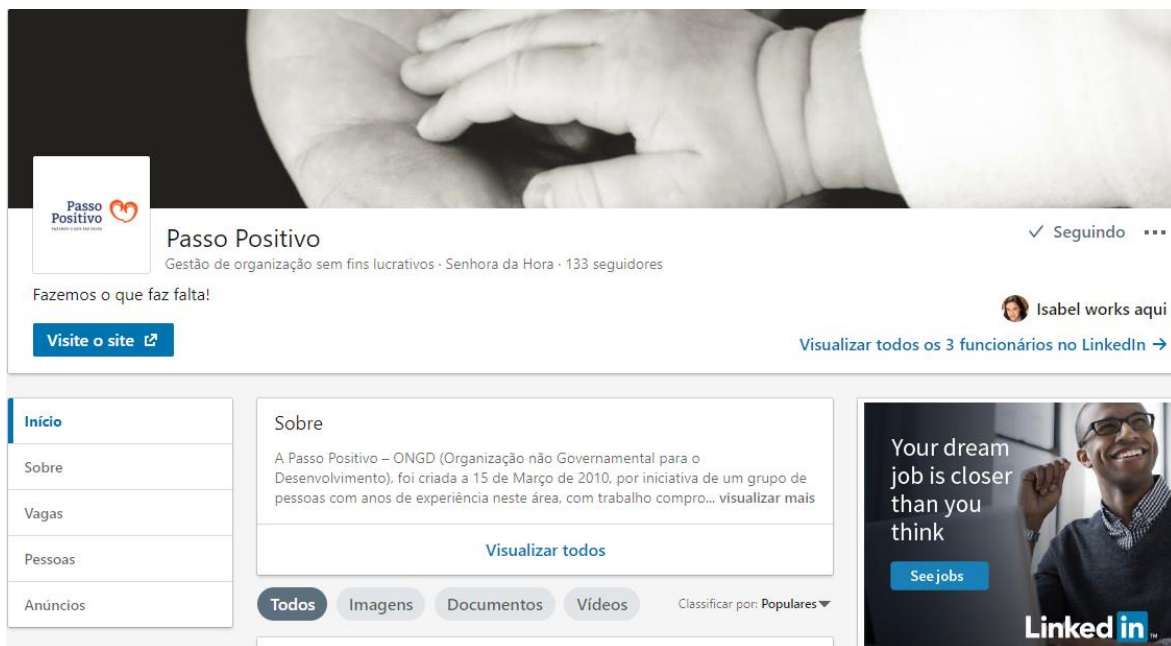 Passo
Positivo
Passo Positivo
Gestão de organização sem fins lucrativos · Senhora da Hora · 133 seguidores
✓ Seguindo ...
Fazemos o que faz falta!
Isabel works aqui
Visite o site
Visualizar todos os 3 funcionários no LinkedIn →
Início
Sobre
Vagas
Pessoas
Anúncios
Sobre
A Passo Positivo – ONGD (Organização não Governamental para o
Desenvolvimento), foi criada a 15 de Março de 2010, por iniciativa de um grupo de
pessoas com anos de experiência neste área, com trabalho compro... visualizar mais
Visualizar todos
Todos
Imagens
Documentos
Vídeos
Classificar por: Populares
Your dream
job is closer
than you
think
See jobs
Linked in